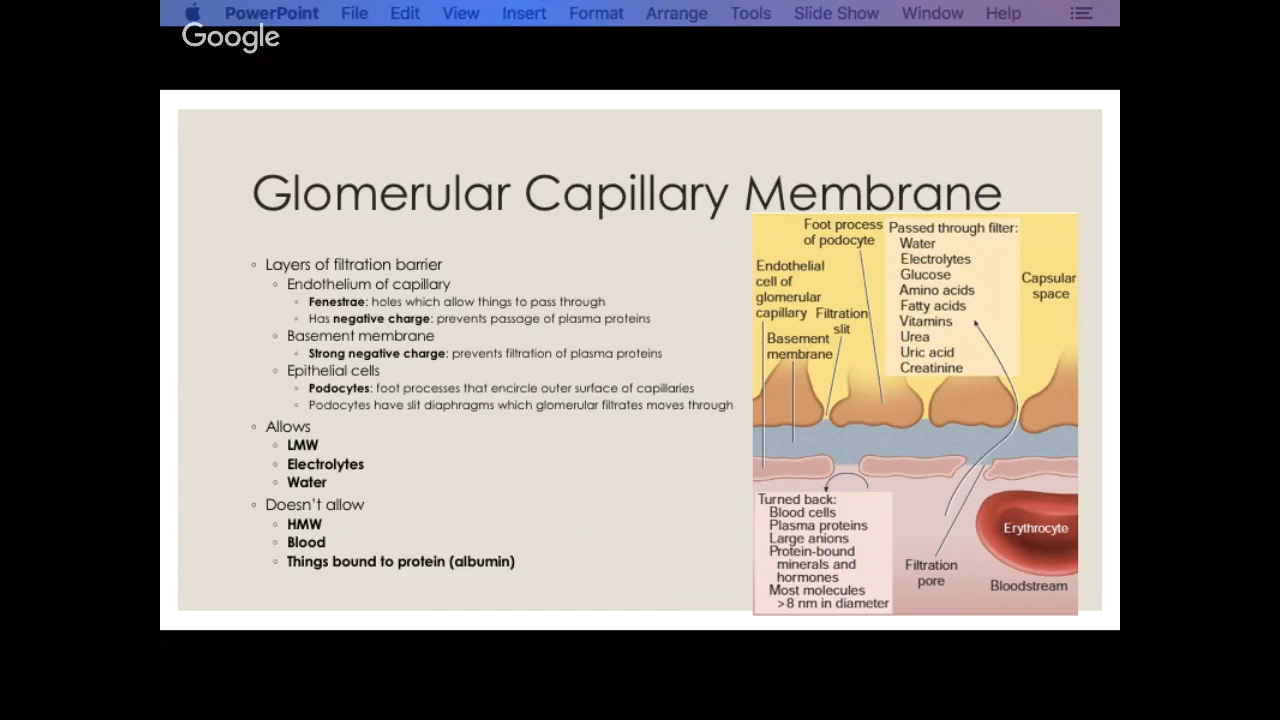 PowerPoint File Edit View Insert Format Arrange Tools Slide Show Window Help
Google
Glomerular Capillary Membrane
◦ Layers of filtration barrier
◦ Endothelium of capillary
◦ Fenestrae: holes which allow things to pass through
◦ Has negative charge: prevents passage of plasma proteins
◦ Basement membrane
◦ Strong negative charge: prevents filtration of plasma proteins
◦ Epithelial cells
◦ Podocytes: foot processes that encircle outer surface of capillaries
◦ Podocytes have slit diaphragms which glomerular filtrates moves through
◦ Allows
◦ LMW
◦ Electrolytes
◦ Water
◦ Doesn't allow
◦ HMW
◦ Blood
◦ Things bound to protein (albumin)
Foot process
of podocyte
Endothelial
cell of
glomerular
capillary
Filtration
slit
Basement
membrane
Passed through filter:
Water
Electrolytes
Glucose
Amino acids
Fatty acids
Vitamins
Urea
Uric acid
Creatinine
Capsular
space
Turned back:
Blood cells
Plasma proteins
Large anions
Protein-bound
minerals and
hormones
Most molecules
>8 nm in diameter
Filtration
pore
Erythrocyte
Bloodstream